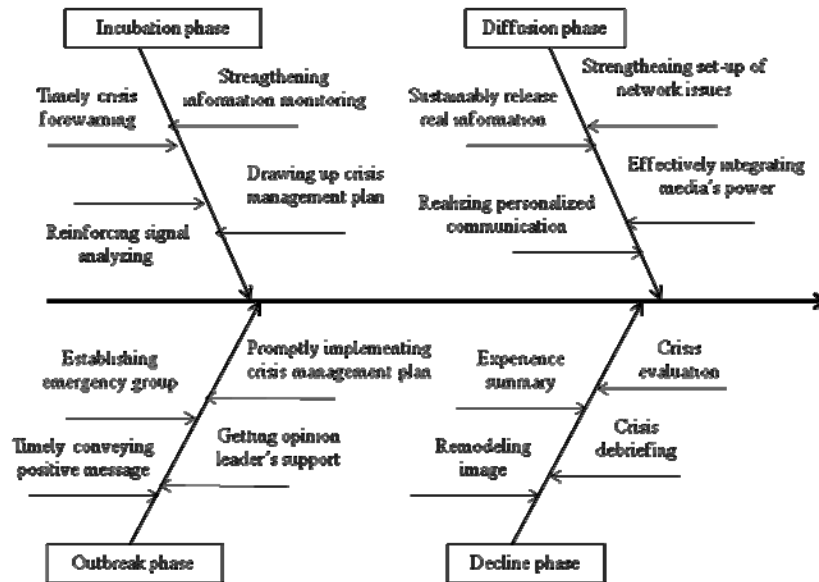 Incubation phase
Timely crisis
forewarning
Strengthening
information monitoring
Drawing up crisis
management plan
Reinforcing signal
analyzing
Diffusion phase
Sustainably release
real information
Strengthening set-up of
network issues
Effectively integrating
media's power
Realizing personalized
communication
Establishing
emergency group
Promptly implementing
crisis management plan
Timely conveying
positive message
Getting opinion
leader's support
Outbreak phase
Experience
summary
Crisis
evaluation
Remodeling
image
Crisis
debriefing
Decline phase